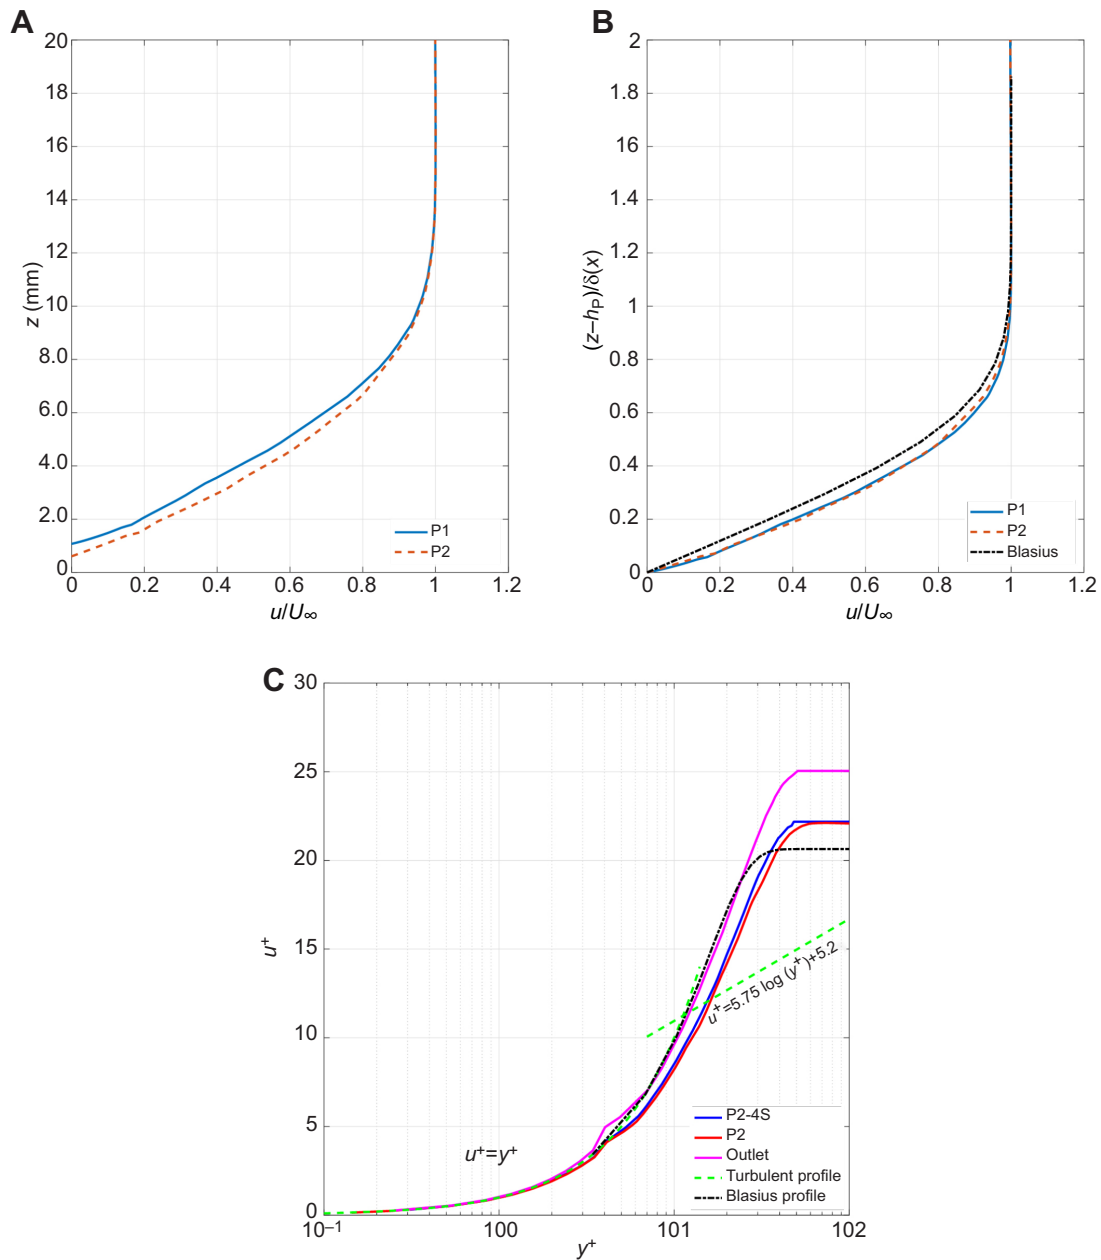 A
20
18
16
14
12
10
8.0
6.0
4.0
2.0
0
z (mm)
0
0.2
0.4
0.6
0.8
1
1.2
u/U∞
P1
P2
B
2
1.8
1.6
1.4
1.2
1
0.8
0.6
0.4
0.2
0
(z–hP)/δ(x)
0
0.2
0.4
0.6
0.8
1
1.2
u/U∞
P1
P2
Blasius
C
30
25
20
15
10
5
0
u+
u+=5.75 log (y+)+5.2
u+=y+
P2-4S
P2
Outlet
Turbulent profile
Blasius profile
10−1
100
101
102
y+